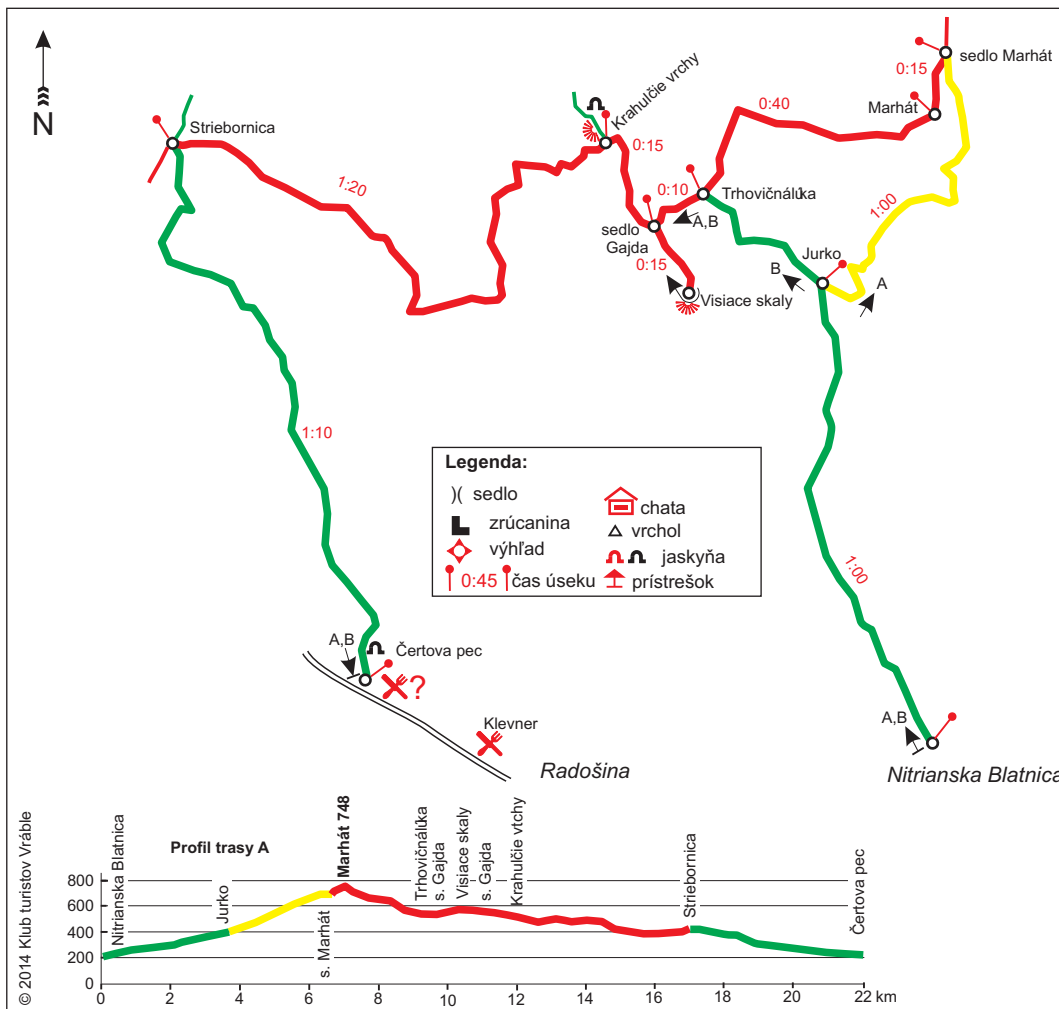 N
Striebornica
Krahulčie vrchy
sedlo Marhát
0:15
Marhát
0:40
0:15
1:20
0:10
Trhovičnálúka
A,B
1:00
sedlo
Gajda
0:15
Jurko
B
A
Visiace skaly
1:10
Legenda:
)( sedlo
chata
zrúcanina
vrchol
výhľad
jaskyňa
0:45 čas úseku
prístrešok
1:00
A,B
Čertova pec
?
Klevner
A,B
Radošina
Nitrianska Blatnica
© 2014 Klub turistov Vráble
Profil trasy A
Nitrianska Blatnica
Jurko
s. Marhát
Marhát 748
Trhovičnálúka
s. Gajda
Visiace skaly
s. Gajda
Krahulčie vtchy
Striebornica
Čertova pec
800
600
400
200
0
0 2 4 6 8 10 12 14 16 18 20 22 km